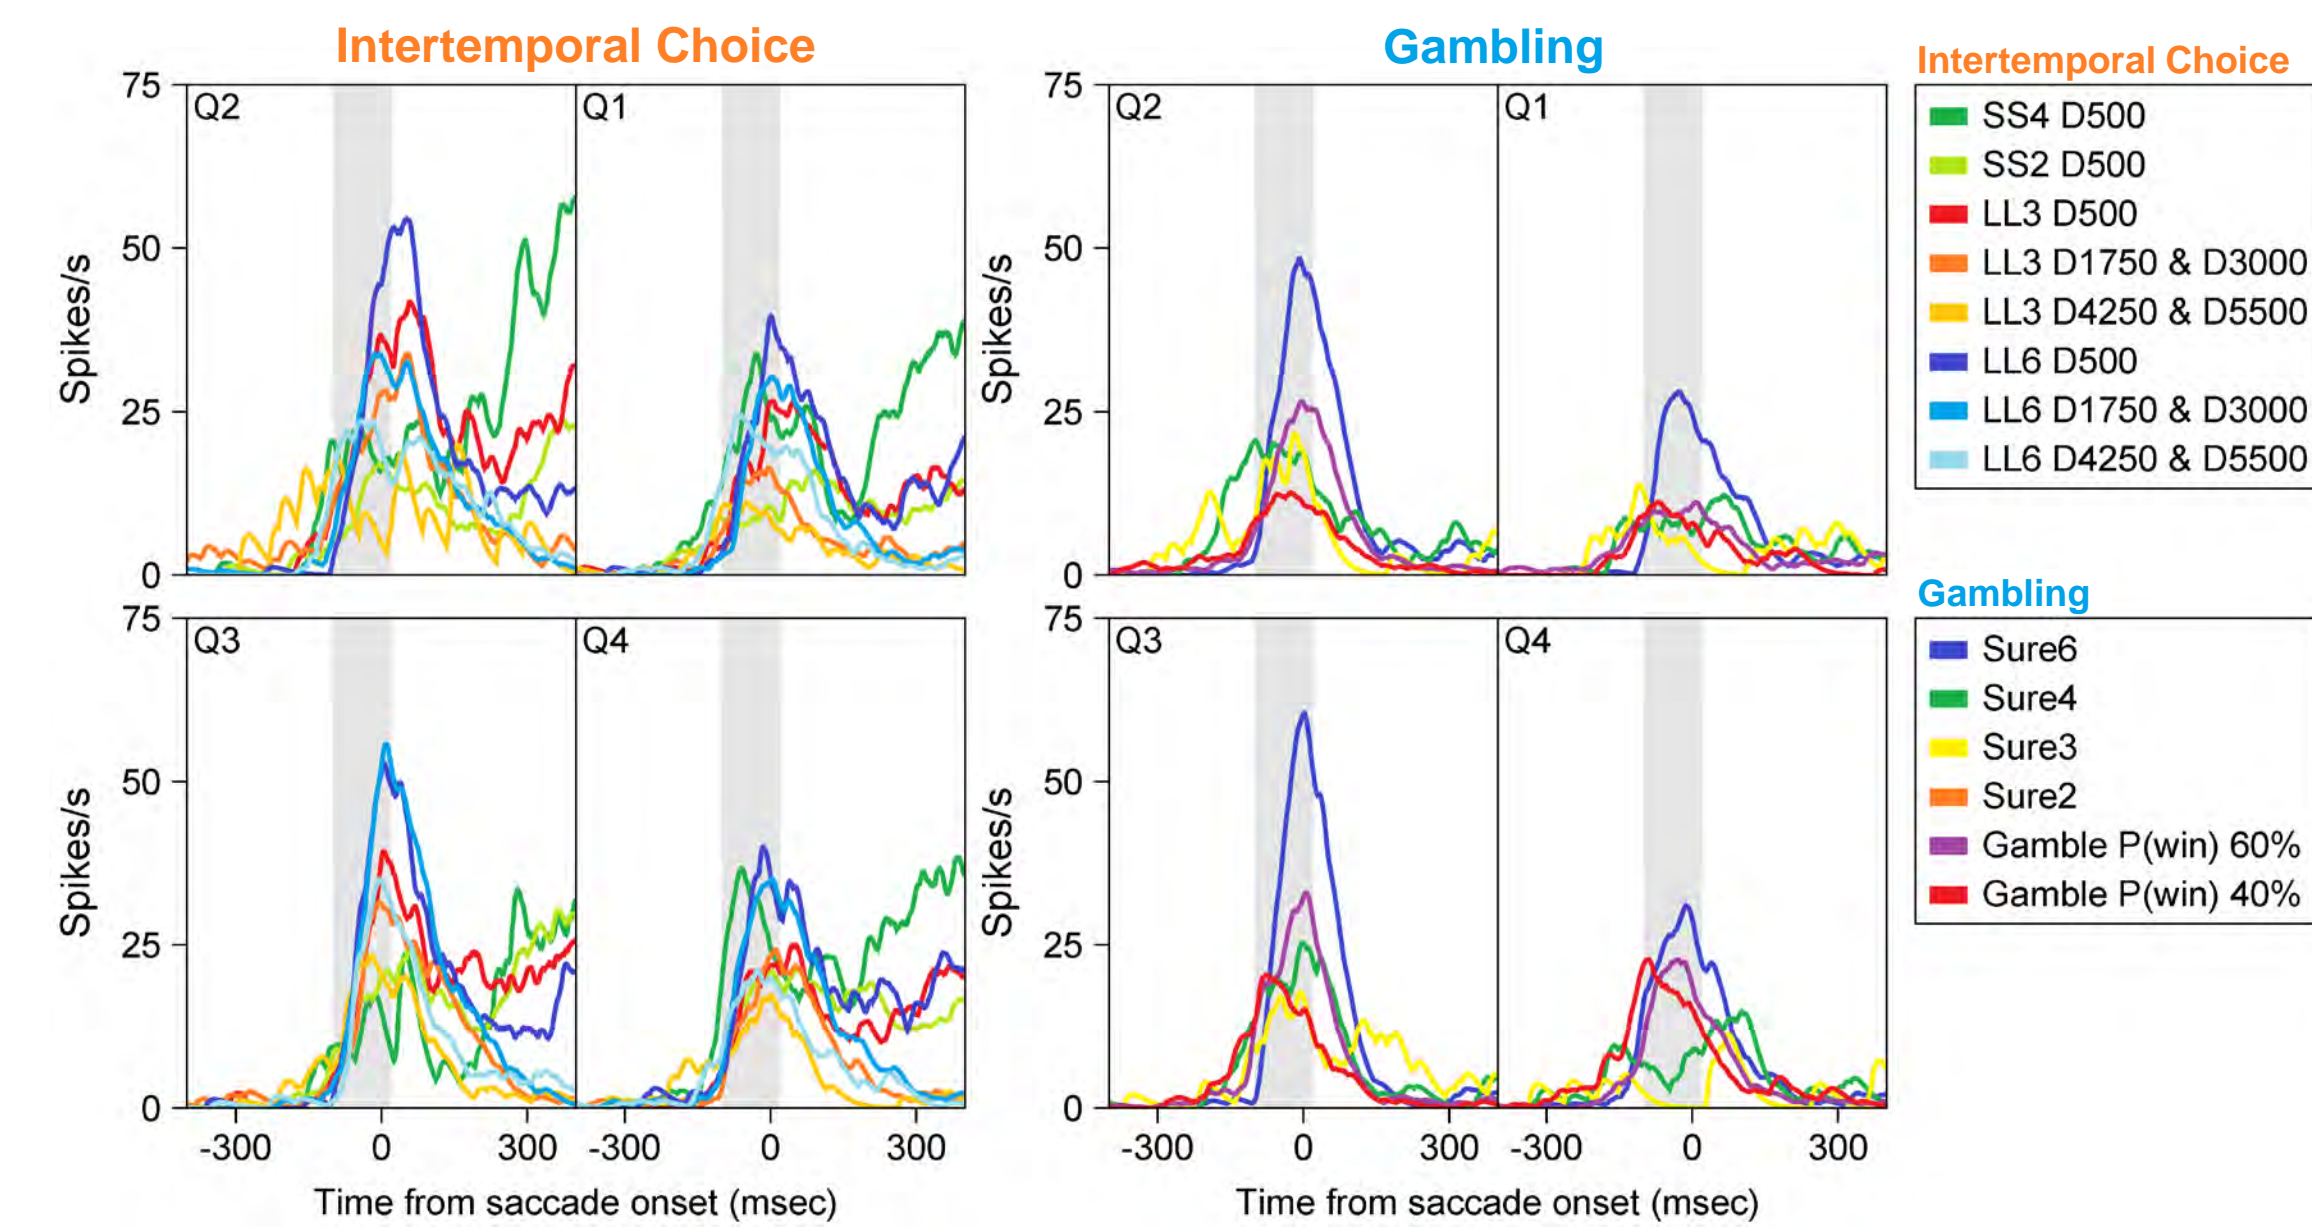 Intertemporal Choice
Gambling
75
Q2
Q1
50
25
0
Spikes/s
75
Q2
Q1
50
25
0
Spikes/s
Intertemporal Choice
SS4 D500
SS2 D500
LL3 D500
LL3 D1750 & D3000
LL3 D4250 & D5500
LL6 D500
LL6 D1750 & D3000
LL6 D4250 & D5500
75
Q3
Q4
50
25
0
Spikes/s
-300 0 300 -300 0 300
Time from saccade onset (msec)
75
Q3
Q4
50
25
0
Spikes/s
-300 0 300 -300 0 300
Time from saccade onset (msec)
Gambling
Sure6
Sure4
Sure3
Sure2
Gamble P(win) 60%
Gamble P(win) 40%